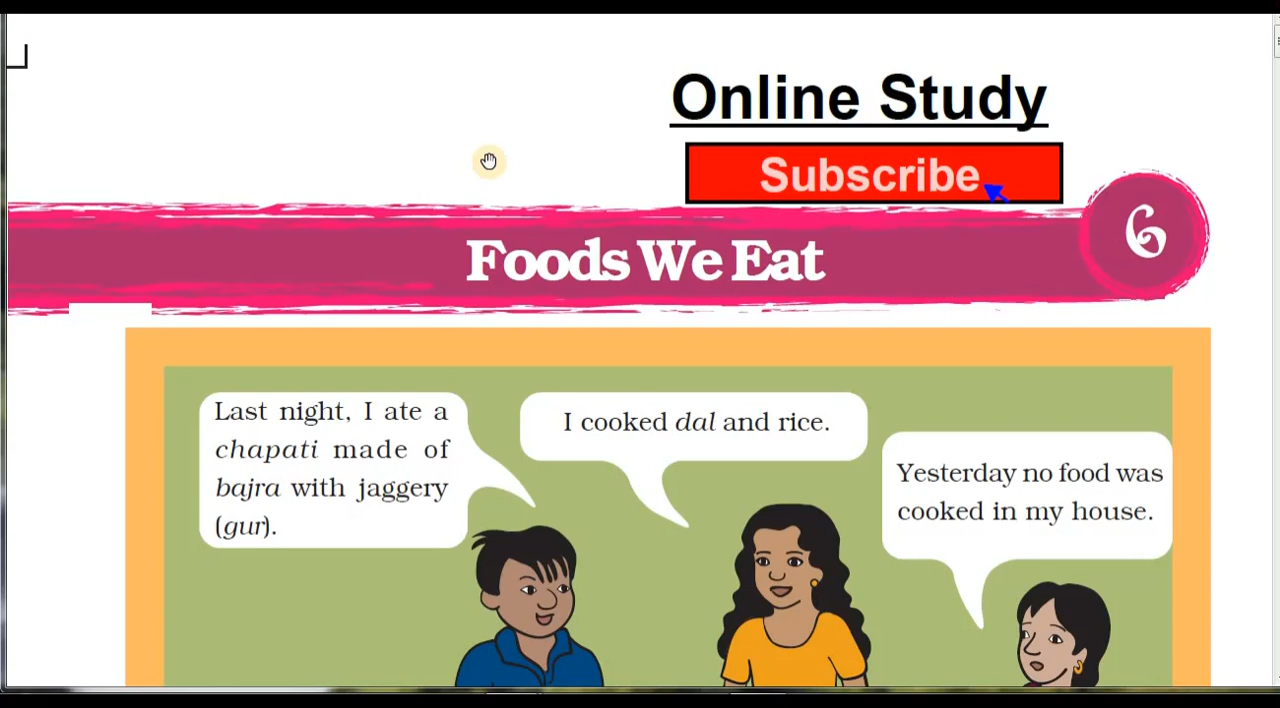 Online Study
Subscribe
6
Foods We Eat
Last night, I ate a
chapati made of
bajra with jaggery
(gur).
I cooked dal and rice.
Yesterday no food was
cooked in my house.